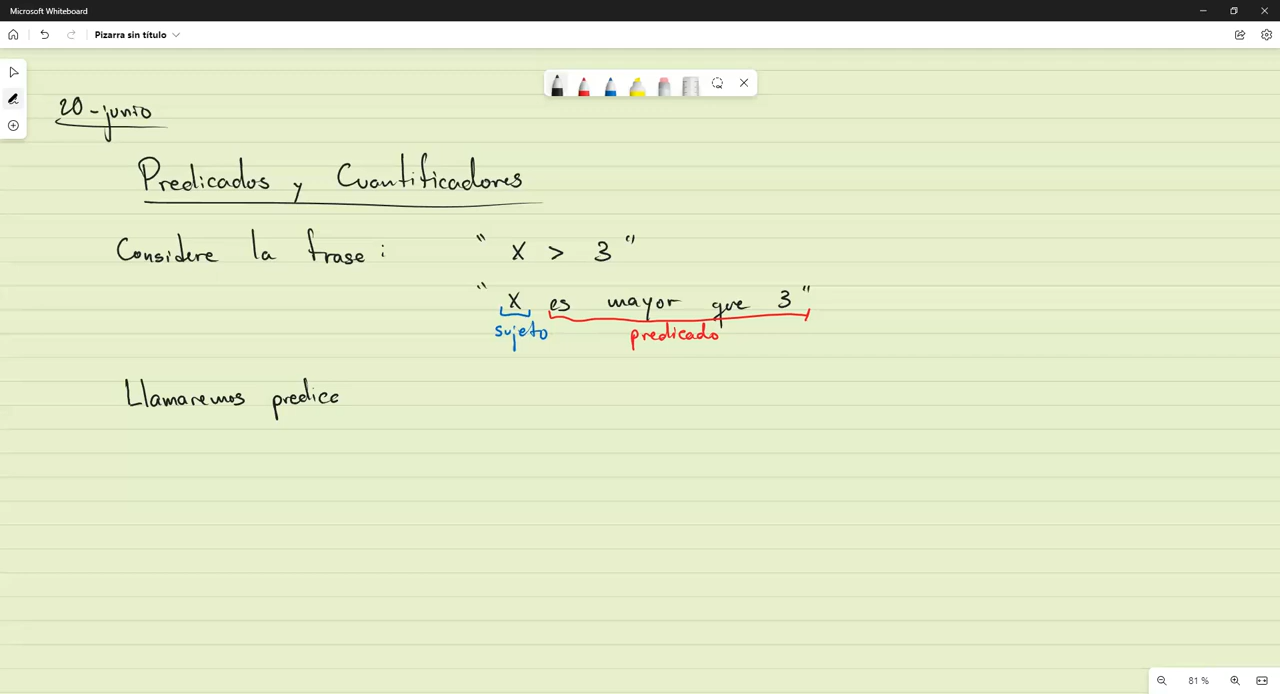 Microsoft Whiteboard
Pizarra sin título
20-junio
Predicados y Cuantificadores
Considere la frase: " x > 3 "
" x es mayor que 3 "
sujeto predicado
Llamaremos predica
81 %